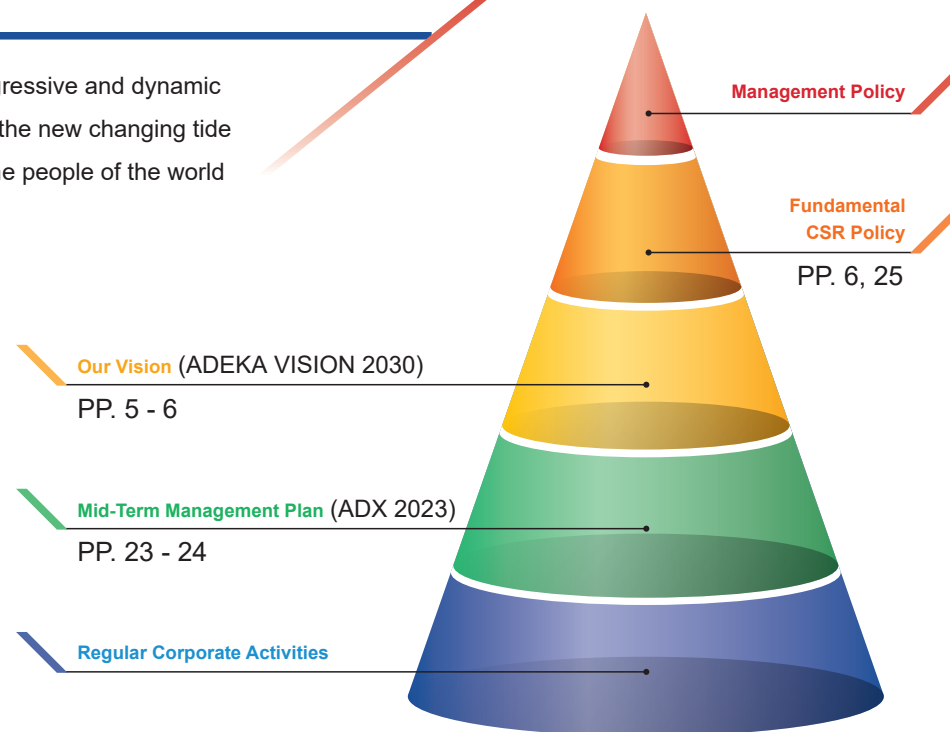 gressive and dynamic
the new changing tide
people of the world
Management Policy
Fundamental
CSR Policy
PP. 6, 25
Our Vision (ADEKA VISION 2030)
PP. 5 - 6
Mid-Term Management Plan (ADX 2023)
PP. 23 - 24
Regular Corporate Activities